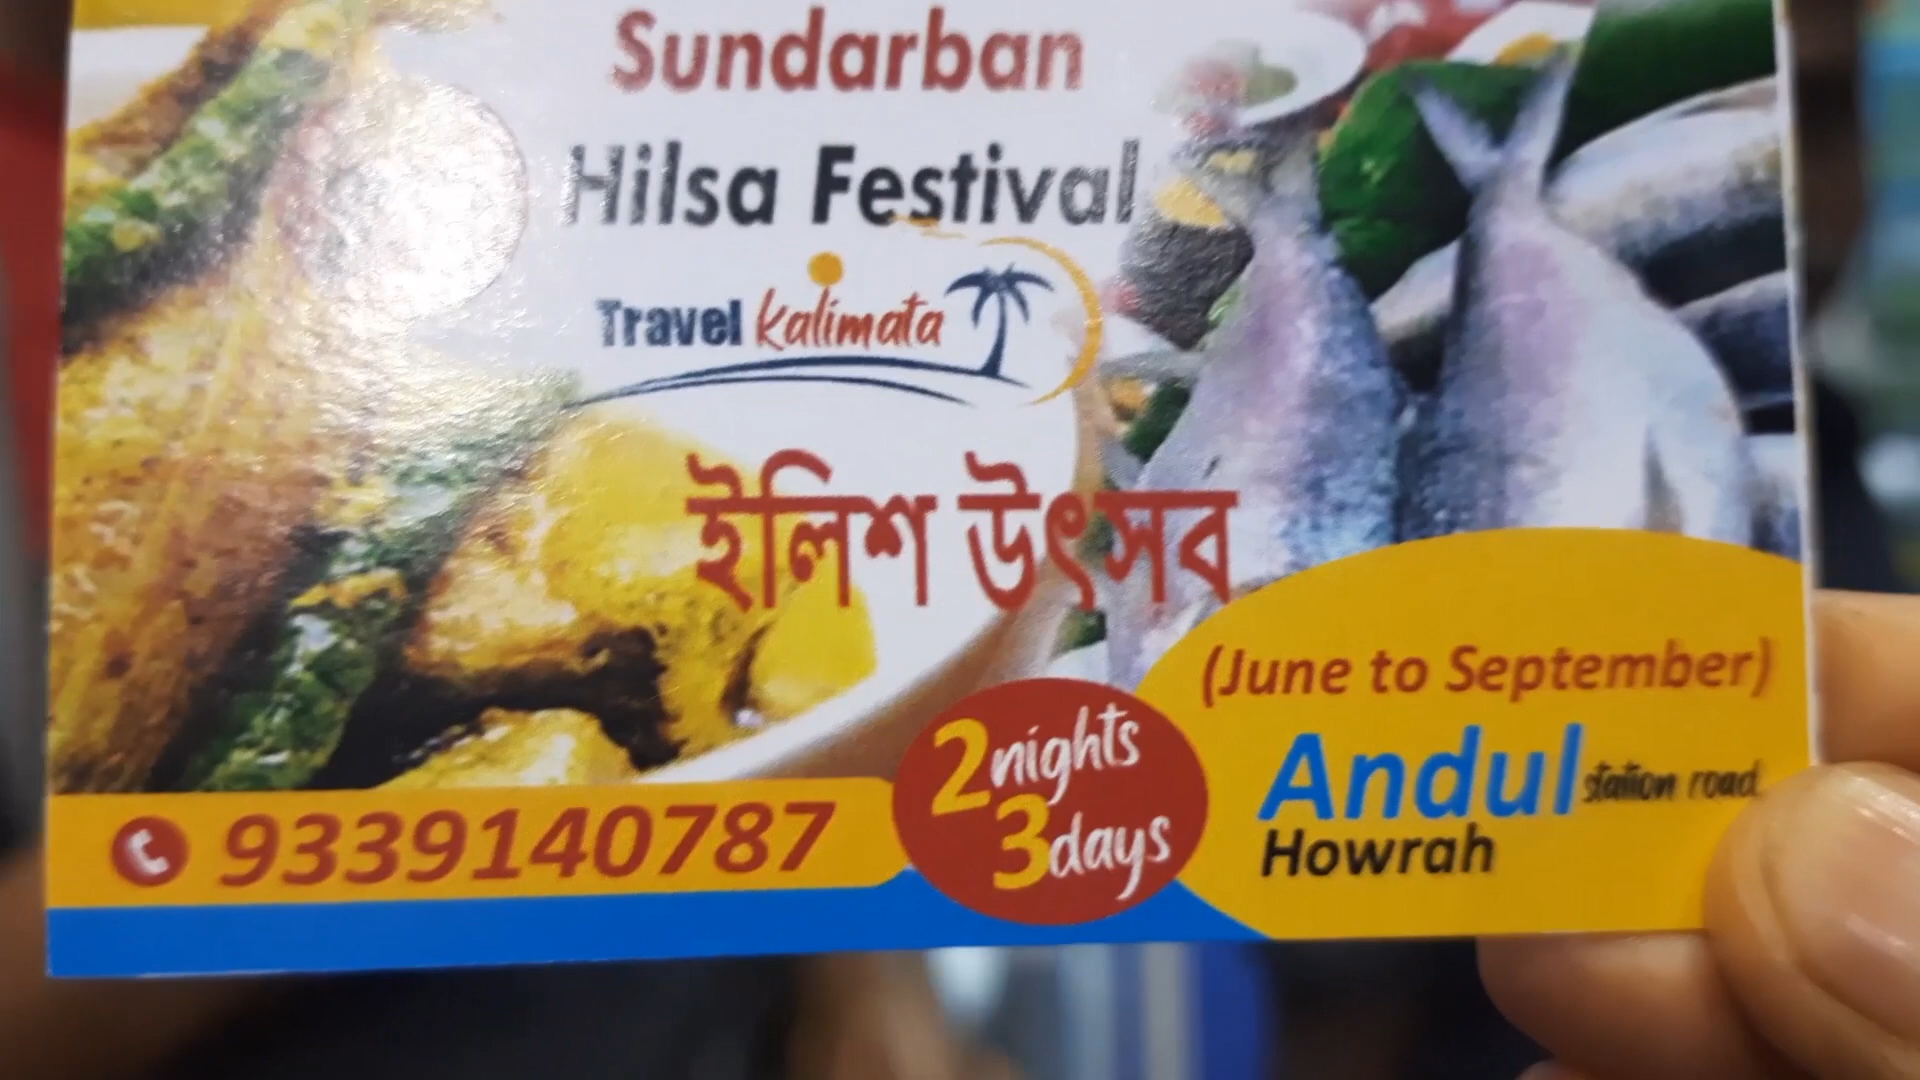 Sundarban
Hilsa Festival
Travel Kalimata
ইলিশ উৎসব
(June to September)
Andul station road
Howrah
2 nights
3 days
9339140787